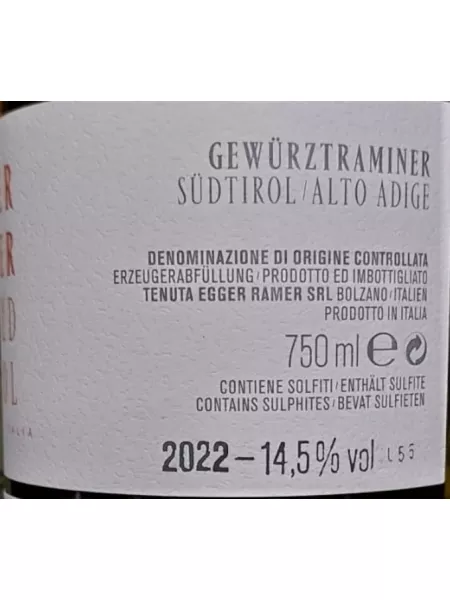 GEWÜRZTRAMINER
SÜDTIROL/ALTO ADIGE
DENOMINAZIONE DI ORIGINE CONTROLLATA
ERZEUGERABFÜLLUNG/PRODOTTO ED IMBOTTIGLIATO
TENUTA EGGER RAMER SRL BOLZANO/ITALIEN
PRODOTTO IN ITALIA
750 ml e
CONTIENE SOLFITI/ENTHÄLT SULFITE
CONTAINS SULPHITES/BEVAT SULFIETEN
2022 – 14,5% vol L55